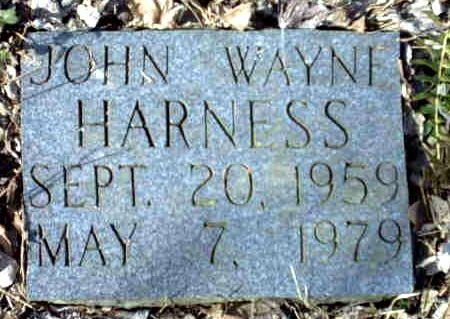 JOHN WAYNE
HARNESS
SEPT. 20, 1959
MAY 7, 1979